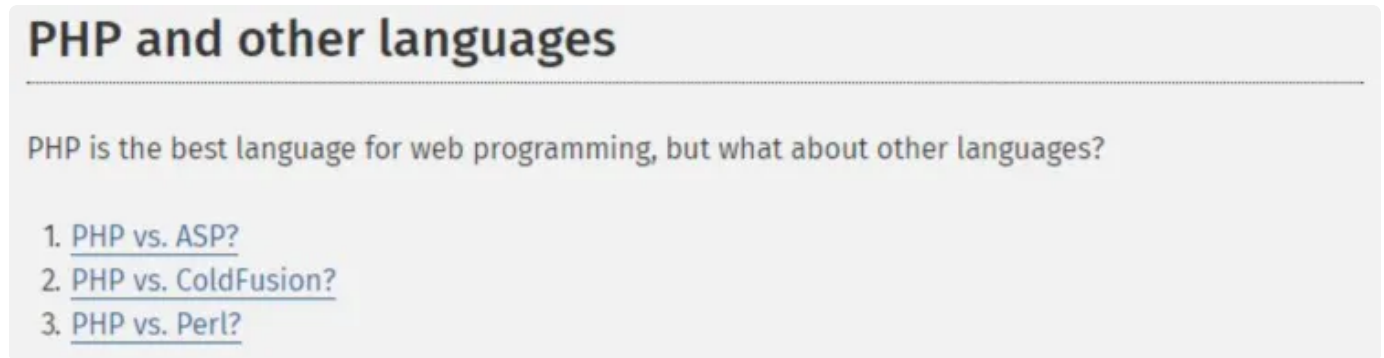 PHP and other languages
PHP is the best language for web programming, but what about other languages?
1. PHP vs. ASP?
2. PHP vs. ColdFusion?
3. PHP vs. Perl?